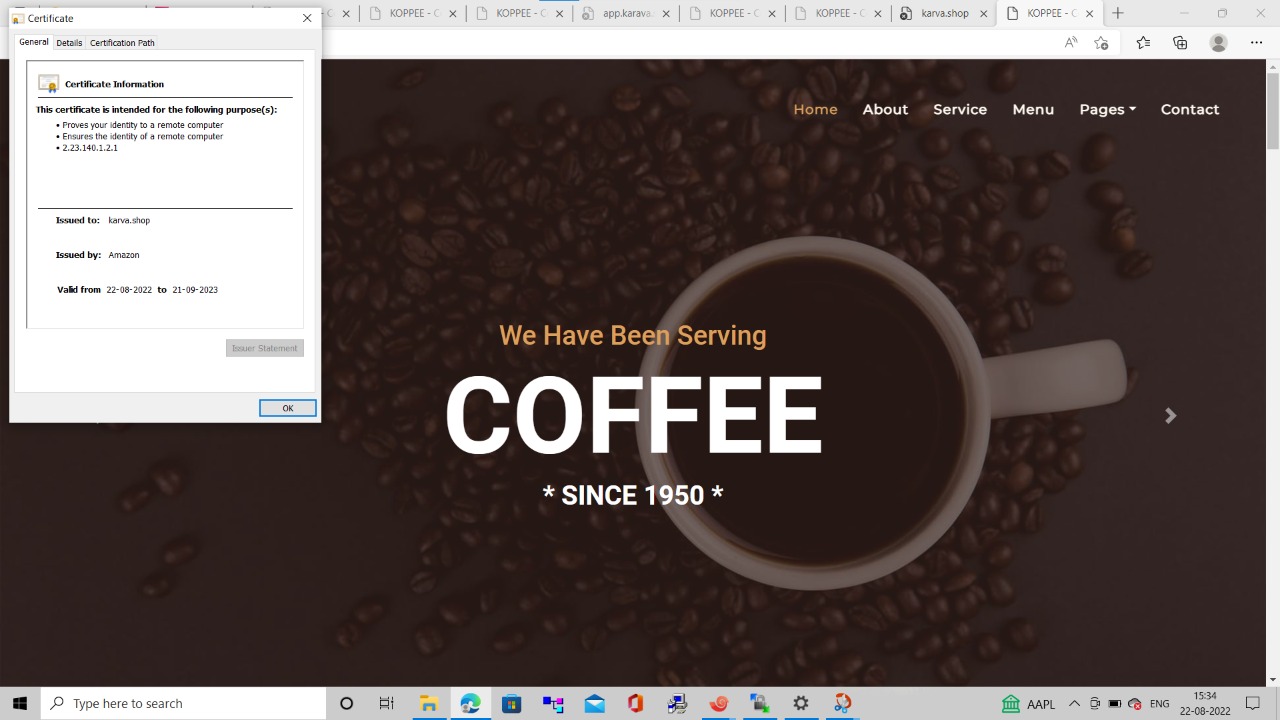 Certificate
KOPPEE - C
KOPPEE - C
app.karava.
KOPPEE - C
KOPPEE - C
karva.shop
KOPPEE - C
General
Details
Certification Path
Certificate Information
This certificate is intended for the following purpose(s):
• Proves your identity to a remote computer
• Ensures the identity of a remote computer
• 2.23.140.1.2.1
Issued to: karva.shop
Issued by: Amazon
Valid from 22-08-2022 to 21-09-2023
Issuer Statement
OK
Home
About
Service
Menu
Pages
Contact
We Have Been Serving
COFFEE
* SINCE 1950 *
Type here to search
AAPL
ENG
15:34
22-08-2022